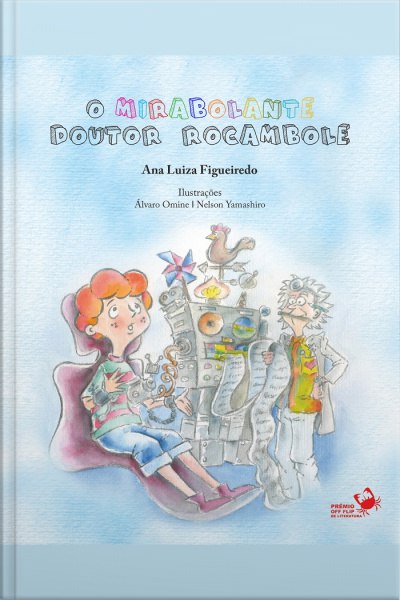 O MIRABOLANTE
DOUTOR ROCAMBOLE
Ana Luiza Figueiredo
Ilustrações
Álvaro Omine | Nelson Yamashiro
PRÊMIO
OFF FLIP
DE LITERATURA